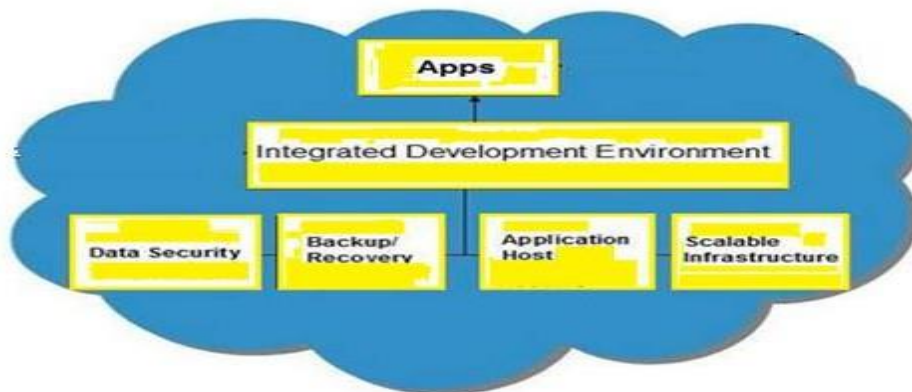 Apps
Integrated Development Environment
Data Security
Backup/
Recovery
Application
Host
Scalable
Infrastructure